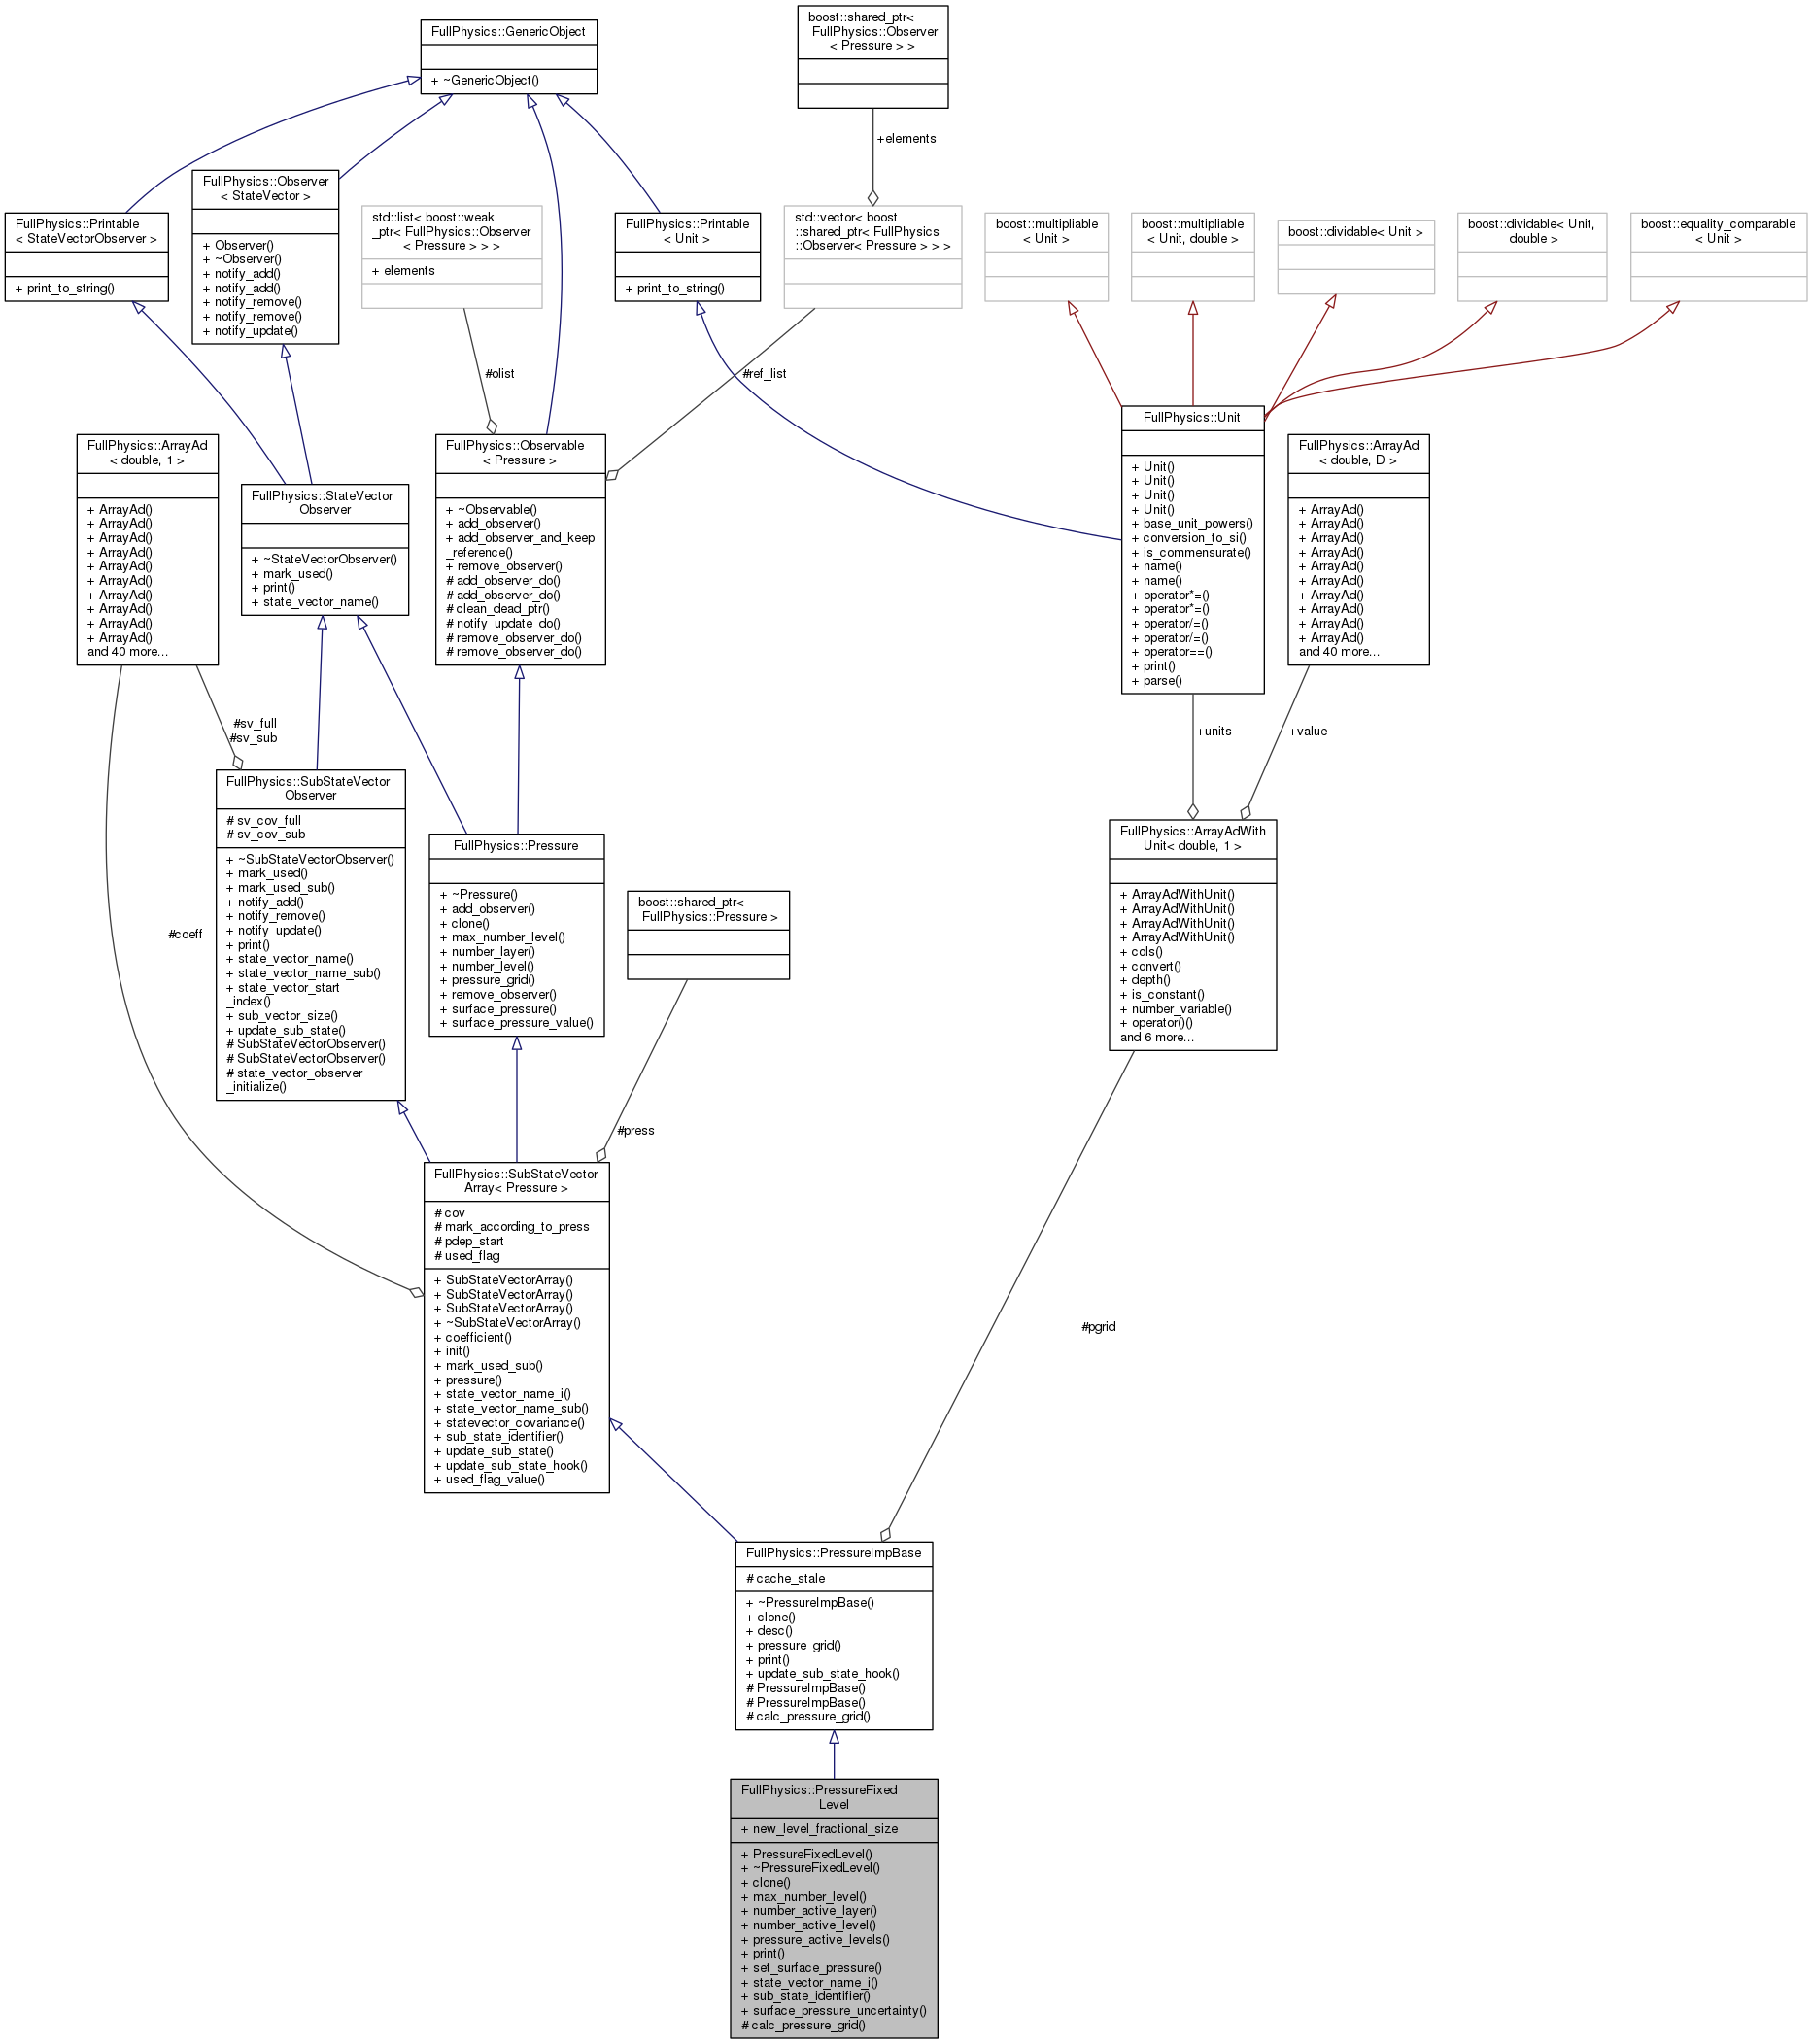 FullPhysics::GenericObject
+ ~GenericObject()
boost::shared_ptr<
FullPhysics::Observer
< Pressure > >
+elements
FullPhysics::Printable
< StateVectorObserver >
+ print_to_string()
FullPhysics::Observer
< StateVector >
+ Observer()
+ ~Observer()
+ notify_add()
+ notify_add()
+ notify_remove()
+ notify_remove()
+ notify_update()
std::list< boost::weak
_ptr< FullPhysics::Observer
< Pressure > > >
+ elements
FullPhysics::Printable
< Unit >
+ print_to_string()
std::vector< boost
::shared_ptr< FullPhysics
::Observer< Pressure > > >
boost::multipliable
< Unit >
boost::multipliable
< Unit, double >
boost::dividable< Unit >
boost::dividable< Unit,
double >
boost::equality_comparable
< Unit >
#olist
#ref_list
FullPhysics::ArrayAd
< double, 1 >
+ ArrayAd()
+ ArrayAd()
+ ArrayAd()
+ ArrayAd()
+ ArrayAd()
+ ArrayAd()
+ ArrayAd()
+ ArrayAd()
+ ArrayAd()
+ ArrayAd()
and 40 more...
FullPhysics::StateVector
Observer
+ ~StateVectorObserver()
+ mark_used()
+ print()
+ state_vector_name()
FullPhysics::Observable
< Pressure >
+ ~Observable()
+ add_observer()
+ add_observer_and_keep
_reference()
+ remove_observer()
# add_observer_do()
# add_observer_do()
# clean_dead_ptr()
# notify_update_do()
# remove_observer_do()
# remove_observer_do()
FullPhysics::Unit
+ Unit()
+ Unit()
+ Unit()
+ Unit()
+ base_unit_powers()
+ conversion_to_si()
+ is_commensurate()
+ name()
+ name()
+ operator*=()
+ operator*=()
+ operator/=()
+ operator/=()
+ operator==()
+ print()
+ parse()
FullPhysics::ArrayAd
< double, D >
+ ArrayAd()
+ ArrayAd()
+ ArrayAd()
+ ArrayAd()
+ ArrayAd()
+ ArrayAd()
+ ArrayAd()
+ ArrayAd()
+ ArrayAd()
+ ArrayAd()
and 40 more...
#sv_full
#sv_sub
+units
+value
FullPhysics::SubStateVector
Observer
# sv_cov_full
# sv_cov_sub
+ ~SubStateVectorObserver()
+ mark_used()
+ mark_used_sub()
+ notify_add()
+ notify_remove()
+ notify_update()
+ print()
+ state_vector_name()
+ state_vector_name_sub()
+ state_vector_start
_index()
+ sub_vector_size()
+ update_sub_state()
# SubStateVectorObserver()
# SubStateVectorObserver()
# state_vector_observer
_initialize()
FullPhysics::Pressure
+ ~Pressure()
+ add_observer()
+ clone()
+ max_number_level()
+ number_layer()
+ number_level()
+ pressure_grid()
+ remove_observer()
+ surface_pressure()
+ surface_pressure_value()
boost::shared_ptr<
FullPhysics::Pressure >
FullPhysics::ArrayAdWith
Unit< double, 1 >
+ ArrayAdWithUnit()
+ ArrayAdWithUnit()
+ ArrayAdWithUnit()
+ ArrayAdWithUnit()
+ cols()
+ convert()
+ depth()
+ is_constant()
+ number_variable()
+ operator()()
and 6 more...
#coeff
#press
FullPhysics::SubStateVector
Array< Pressure >
# cov
# mark_according_to_press
# pdep_start
# used_flag
+ SubStateVectorArray()
+ SubStateVectorArray()
+ SubStateVectorArray()
+ ~SubStateVectorArray()
+ coefficient()
+ init()
+ mark_used_sub()
+ pressure()
+ state_vector_name_i()
+ state_vector_name_sub()
+ statevector_covariance()
+ sub_state_identifier()
+ update_sub_state()
+ update_sub_state_hook()
+ used_flag_value()
#pgrid
FullPhysics::PressureImpBase
# cache_stale
+ ~PressureImpBase()
+ clone()
+ desc()
+ pressure_grid()
+ print()
+ update_sub_state_hook()
# PressureImpBase()
# PressureImpBase()
# calc_pressure_grid()
FullPhysics::PressureFixed
Level
+ new_level_fractional_size
+ PressureFixedLevel()
+ ~PressureFixedLevel()
+ clone()
+ max_number_level()
+ number_active_layer()
+ number_active_level()
+ pressure_active_levels()
+ print()
+ set_surface_pressure()
+ state_vector_name_i()
+ sub_state_identifier()
+ surface_pressure_uncertainty()
# calc_pressure_grid()